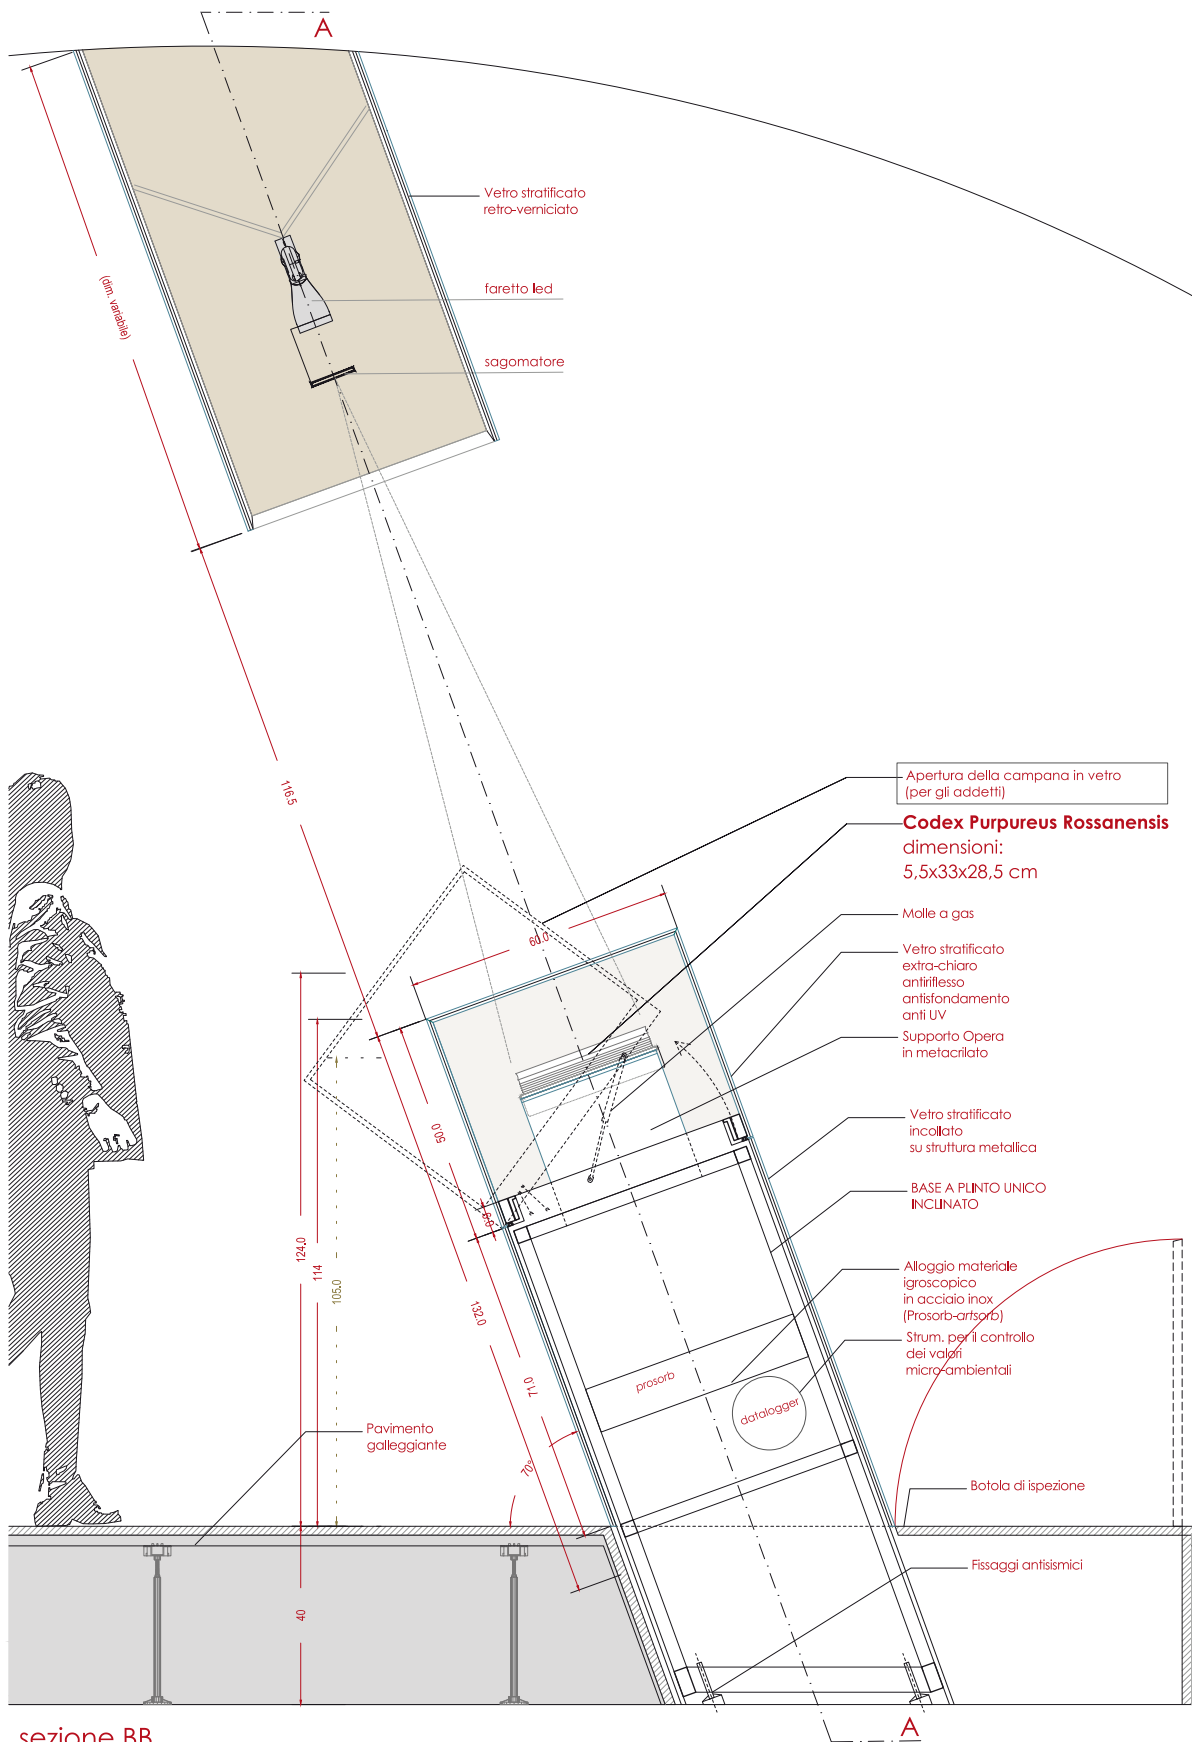 A
Vetro stratificato
retro-verniciato
faretto led
(dim. variabile)
sagomatore
116.5
Apertura della campana in vetro
(per gli addetti)
Codex Purpureus Rossanensis
dimensioni:
5,5x33x28,5 cm
Molle a gas
60.0
Vetro stratificato
extra-chiaro
antiriflesso
antisfondamento
anti UV
Supporto Opera
in metacrilato
50.0
Vetro stratificato
incollato
su struttura metallica
BASE A PLINTO UNICO
INCLINATO
124.0
114
105.0
132.0
71.0
70°
Alloggio materiale
igroscopico
in acciaio inox
(Prosorb-artsorb)
Strum. per il controllo
dei valori
micro-ambientali
prosorb
datalogger
Pavimento
galleggiante
Botola di ispezione
Fissaggi antisismici
40
A
sezione BB